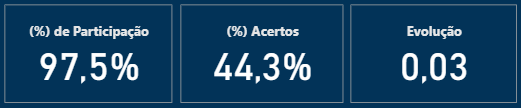 (%) de Participação
97,5%
(%) Acertos
44,3%
Evolução
0,03